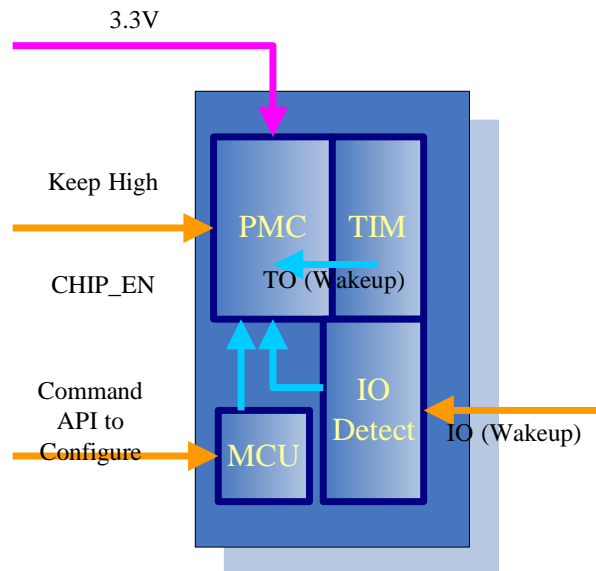 3.3V
Keep High
PMC
TIM
CHIP_EN
TO (Wakeup)
Command
API to
Configure
IO
Detect
MCU
IO (Wakeup)